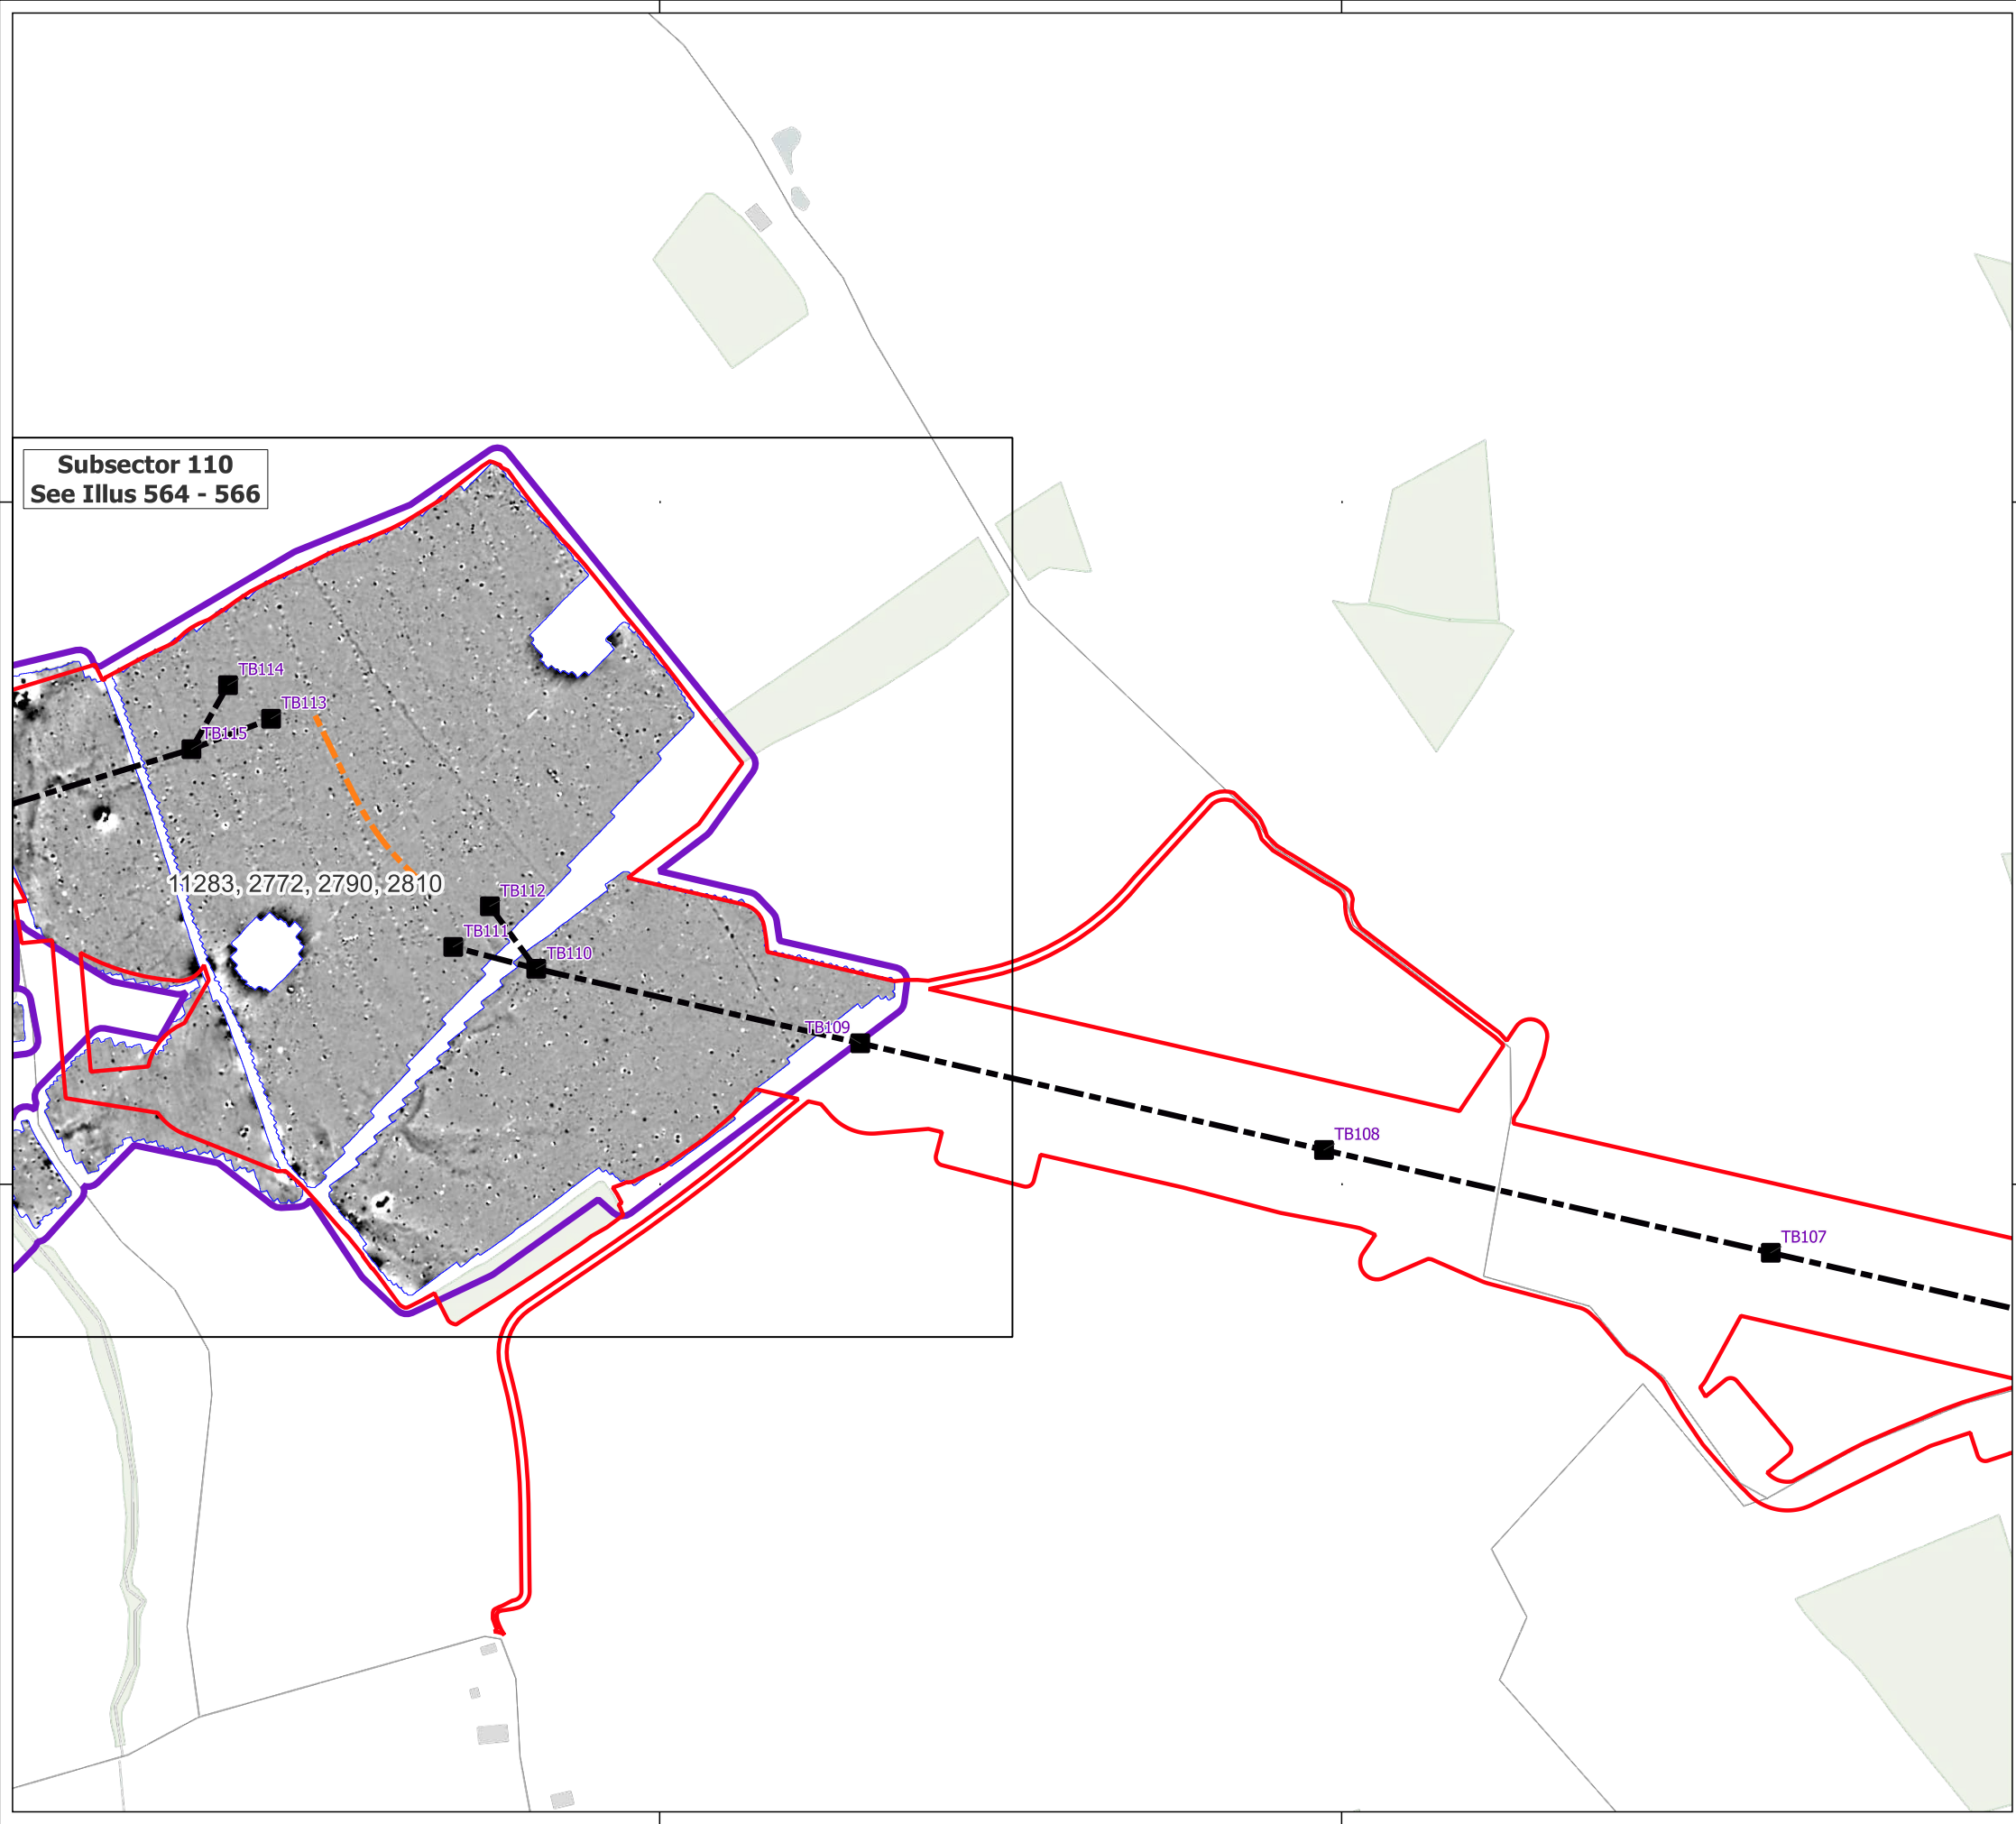 Subsector 110
See Illus 564 - 566
TB114
TB113
TB115
11283, 2772, 2790, 2810
TB112
TB111
TB110
TB109
TB108
TB107